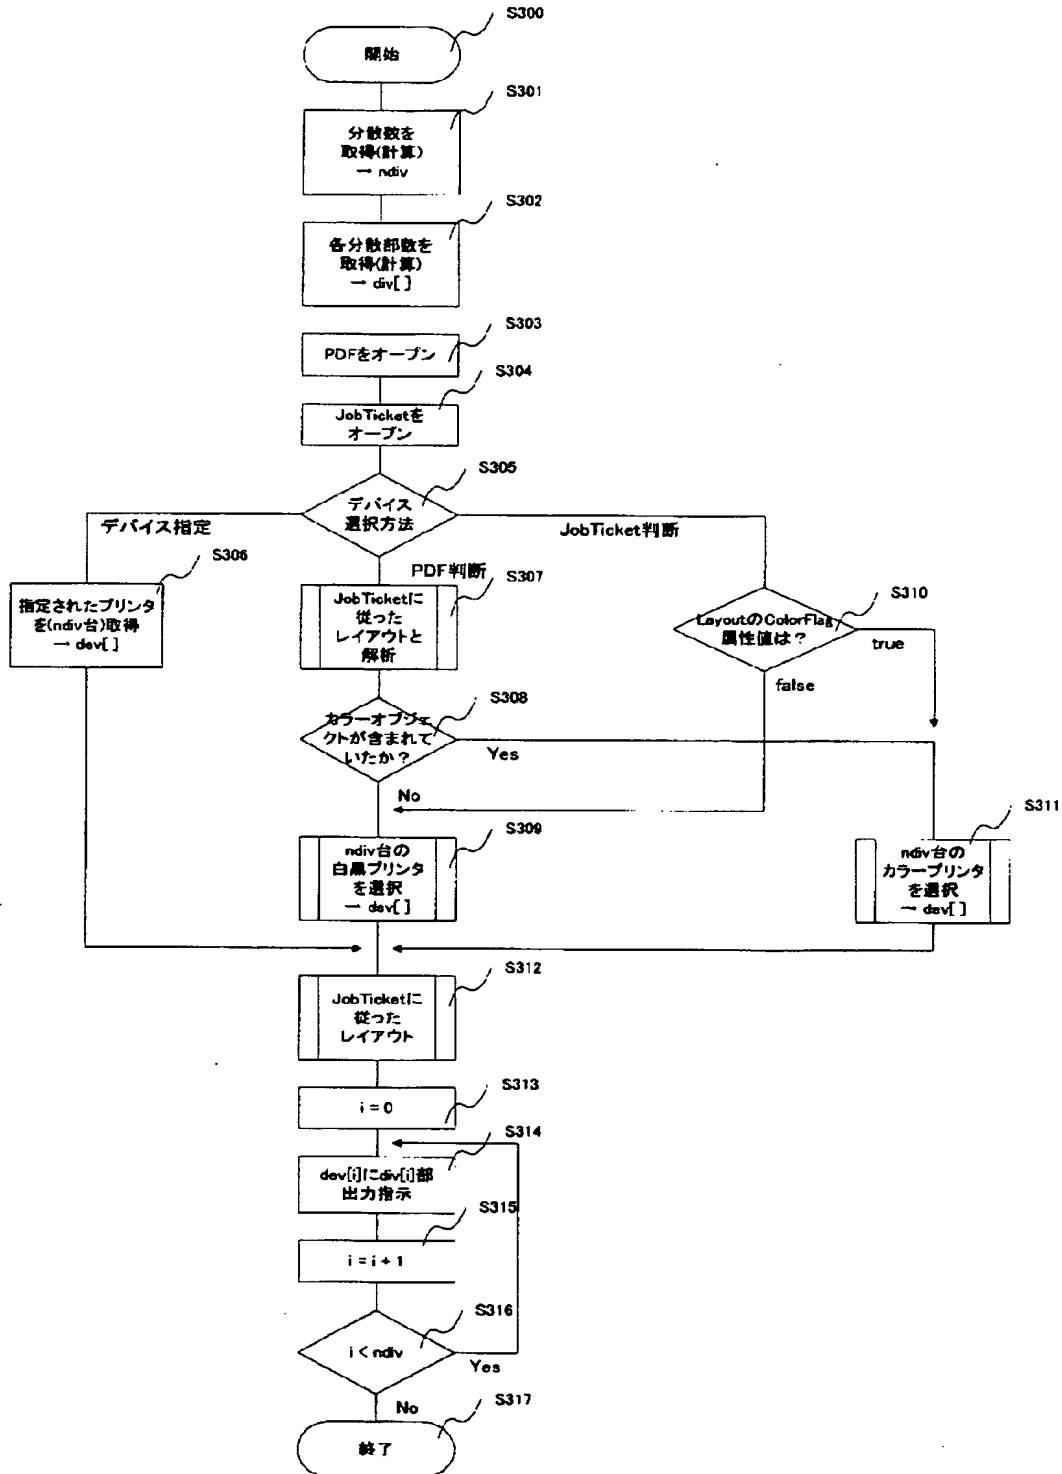 S300
開始
S301
分散数を
取得(計算)
→ ndiv
S302
各分散部数を
取得(計算)
→ div[ ]
S303
PDFをオープン
S304
JobTicketを
オープン
S305
デバイス
選択方法
デバイス指定
JobTicket判断
PDF判断
S306
指定されたプリンタ
を(ndiv台)取得
→ dev[ ]
S307
JobTicketに
従った
レイアウトと
解析
S310
LayoutのColorFlag
属性値は？
true
false
S308
カラーオブジェ
クトが含まれて
いたか？
Yes
No
S309
ndiv台の
白黒プリンタ
を選択
→ dev[ ]
S311
ndiv台の
カラープリンタ
を選択
→ dev[ ]
S312
JobTicketに
従った
レイアウト
S313
i = 0
S314
dev[i]にdiv[i]部
出力指示
S315
i = i + 1
S316
i < ndiv
Yes
No
S317
終了